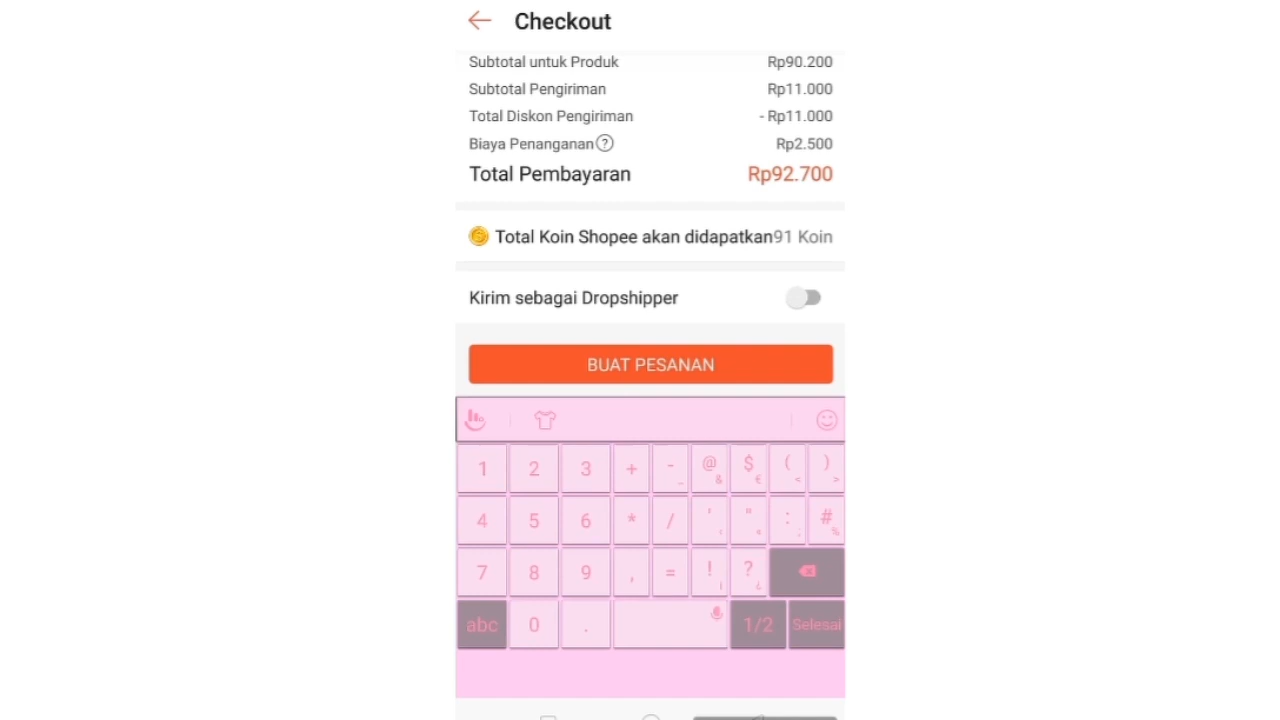 Checkout
Subtotal untuk Produk Rp90.200
Subtotal Pengiriman Rp11.000
Total Diskon Pengiriman - Rp11.000
Biaya Penanganan ? Rp2.500
Total Pembayaran Rp92.700
Total Koin Shopee akan didapatkan 91 Koin
Kirim sebagai Dropshipper
BUAT PESANAN
1 2 3 + - _ @ & $ € ( < ) >
4 5 6 * / ' " : ; # %
7 8 9 , = ! ¡ ? ¿
abc 0 . 1/2 Selesai